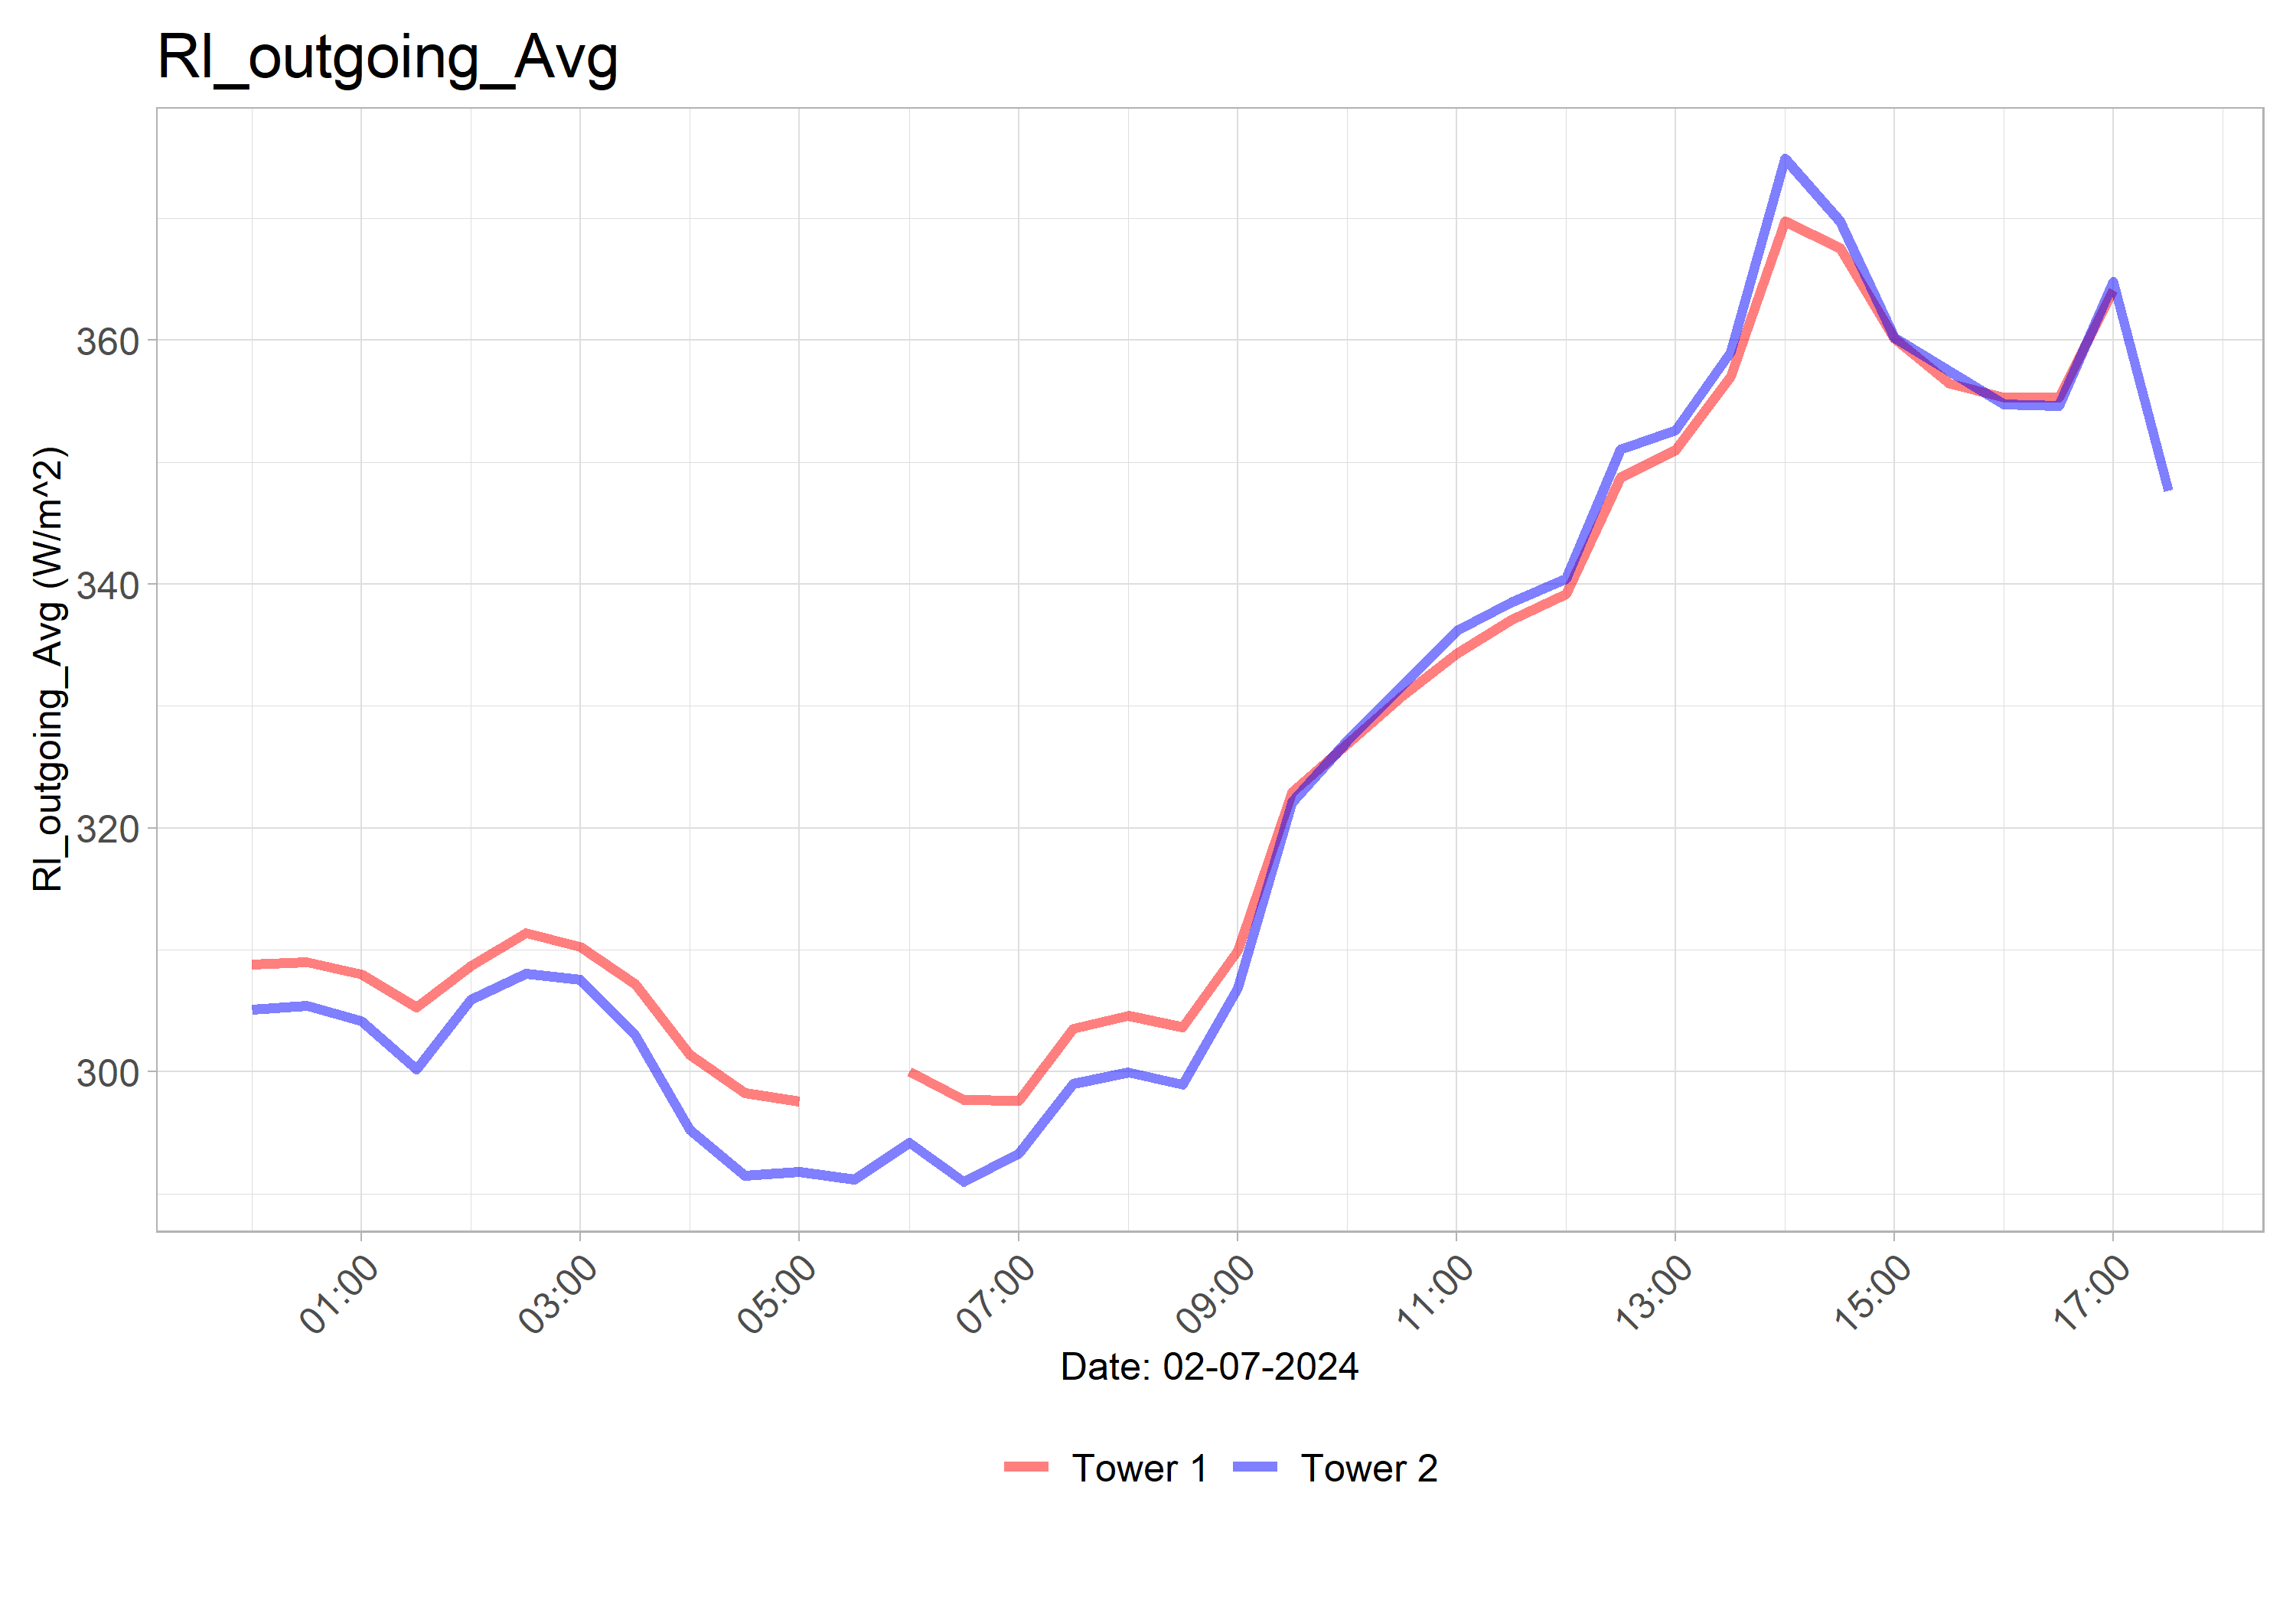 Rl_outgoing_Avg
Rl_outgoing_Avg (W/m^2)
360
340
320
300
01:00 03:00 05:00 07:00 09:00 11:00 13:00 15:00 17:00
Date: 02-07-2024
Tower 1 Tower 2